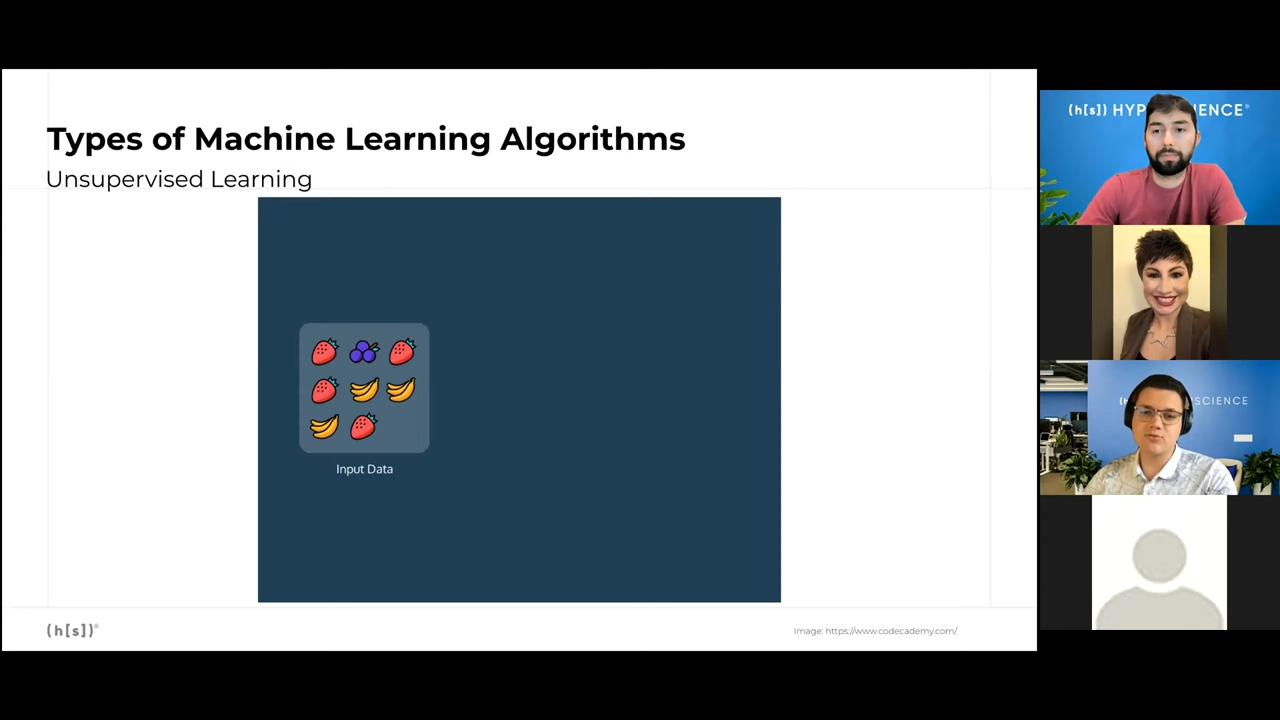 Types of Machine Learning Algorithms
Unsupervised Learning
Input Data
(h[s])®
Image: https://www.codecademy.com/
(h[s]) HYP IENCE®
(h SCIENCE